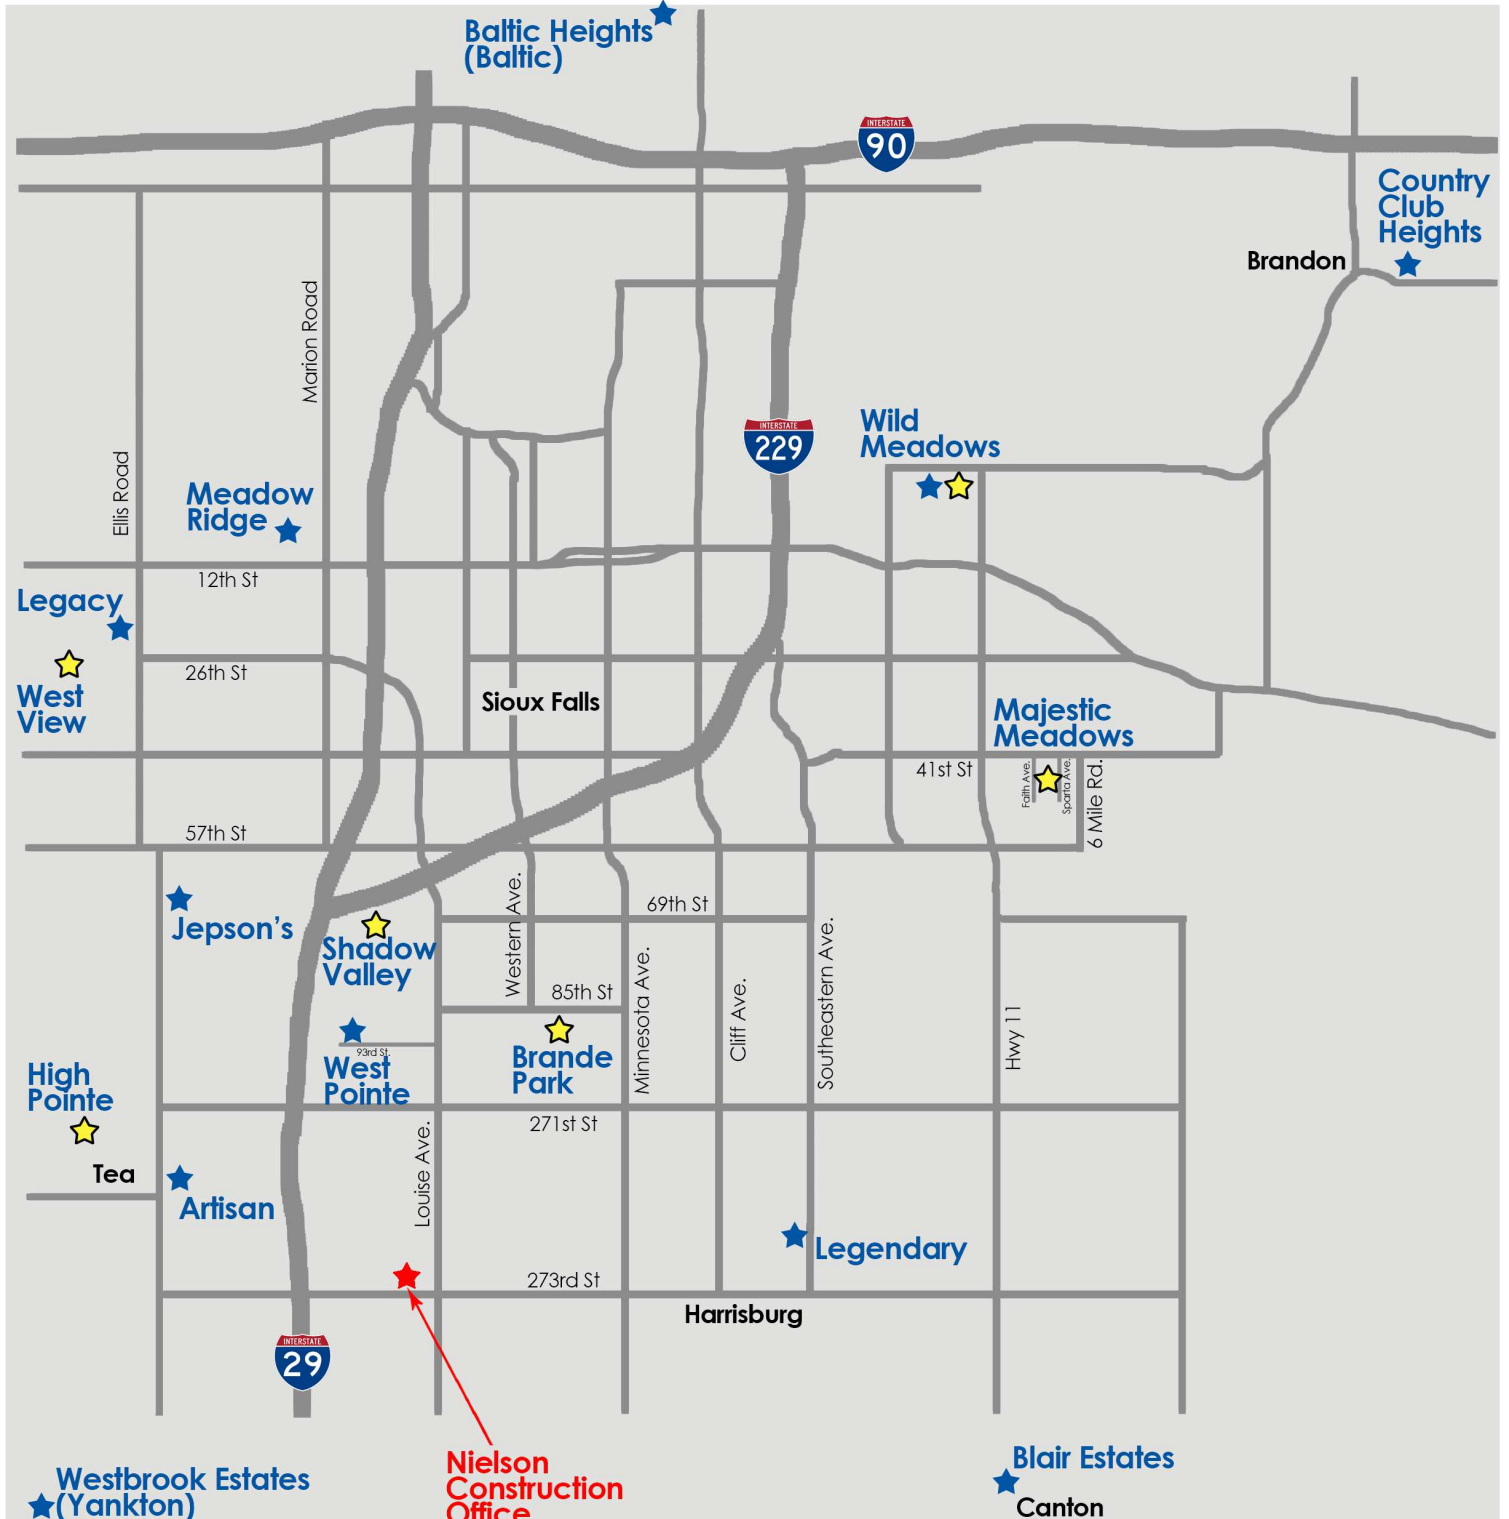 Baltic Heights
(Baltic)
INTERSTATE
90
Country
Club
Heights
Brandon
Marion Road
INTERSTATE
229
Wild
Meadows
Ellis Road
Meadow
Ridge
12th St
Legacy
26th St
West
View
Sioux Falls
Majestic
Meadows
41st St
Faith Ave.
Sparta Ave.
6 Mile Rd.
57th St
Jepson's
69th St
Western Ave.
Shadow
Valley
85th St
Minnesota Ave.
Cliff Ave.
Southeastern Ave.
Hwy 11
93rd St.
West
Pointe
Brande
Park
High
Pointe
271st St
Tea
Louise Ave.
Artisan
Legendary
273rd St
Harrisburg
INTERSTATE
29
Nielson
Construction
Office
Westbrook Estates
(Yankton)
Blair Estates
Canton